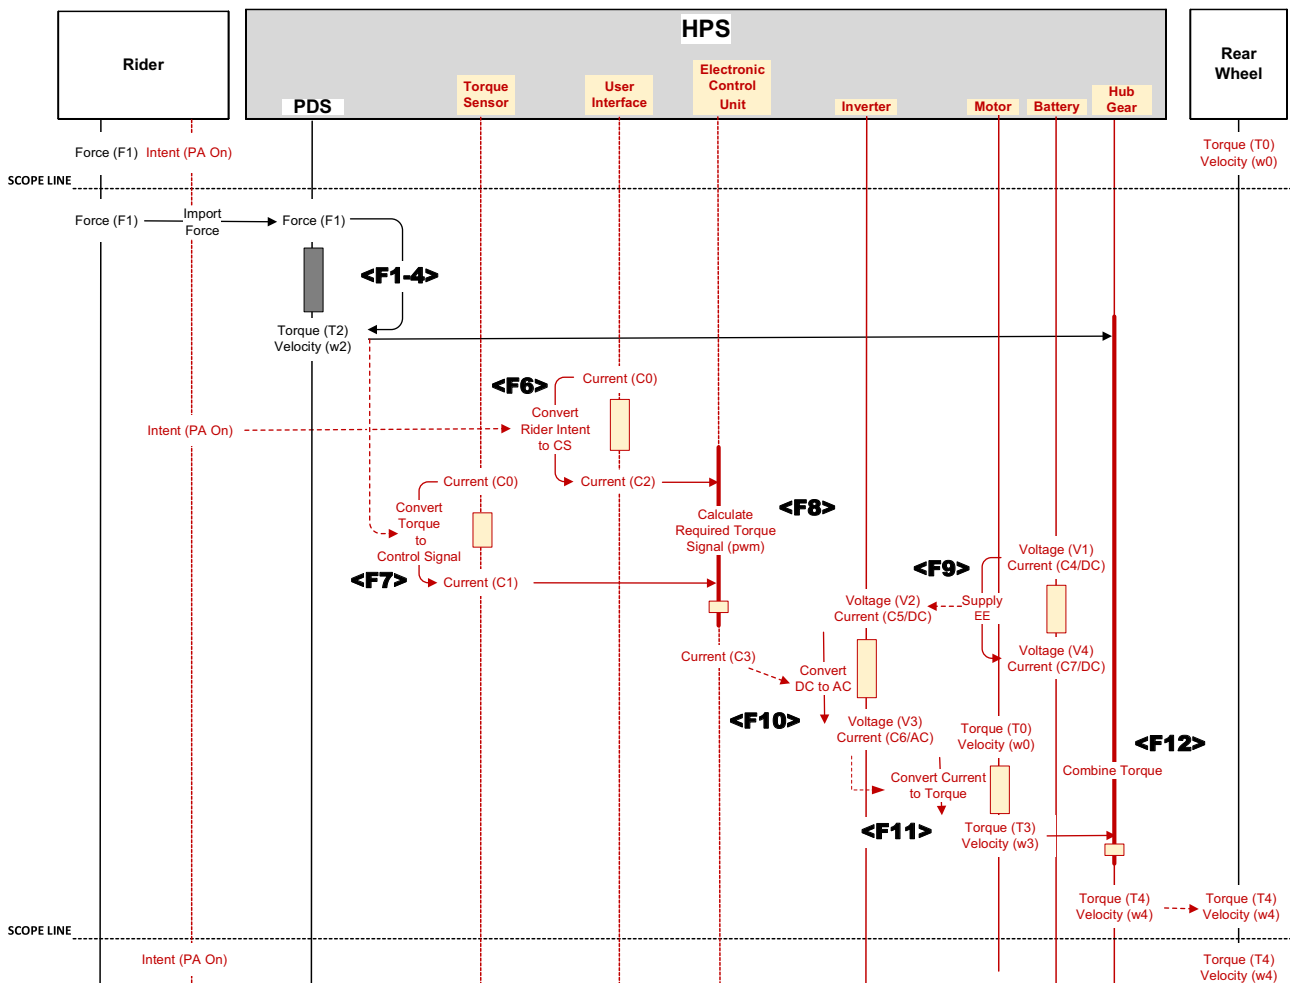 HPS
Rider
Rear
Wheel
PDS
Torque
Sensor
User
Interface
Electronic
Control
Unit
Inverter
Motor
Battery
Hub
Gear
Force (F1)
Intent (PA On)
Torque (T0)
Velocity (w0)
SCOPE LINE
Force (F1)
Import
Force
Force (F1)
<F1-4>
Torque (T2)
Velocity (w2)
<F6>
Current (C0)
Convert
Rider Intent
to CS
Intent (PA On)
Current (C2)
Current (C0)
Convert
Torque
to
Control Signal
<F7>
Current (C1)
<F8>
Calculate
Required Torque
Signal (pwm)
<F9>
Voltage (V1)
Current (C4/DC)
Supply
EE
Voltage (V2)
Current (C5/DC)
Voltage (V4)
Current (C7/DC)
Current (C3)
Convert
DC to AC
<F10>
Voltage (V3)
Current (C6/AC)
Torque (T0)
Velocity (w0)
<F12>
Combine Torque
Convert Current
to Torque
<F11>
Torque (T3)
Velocity (w3)
Torque (T4)
Velocity (w4)
Torque (T4)
Velocity (w4)
SCOPE LINE
Intent (PA On)
Torque (T4)
Velocity (w4)